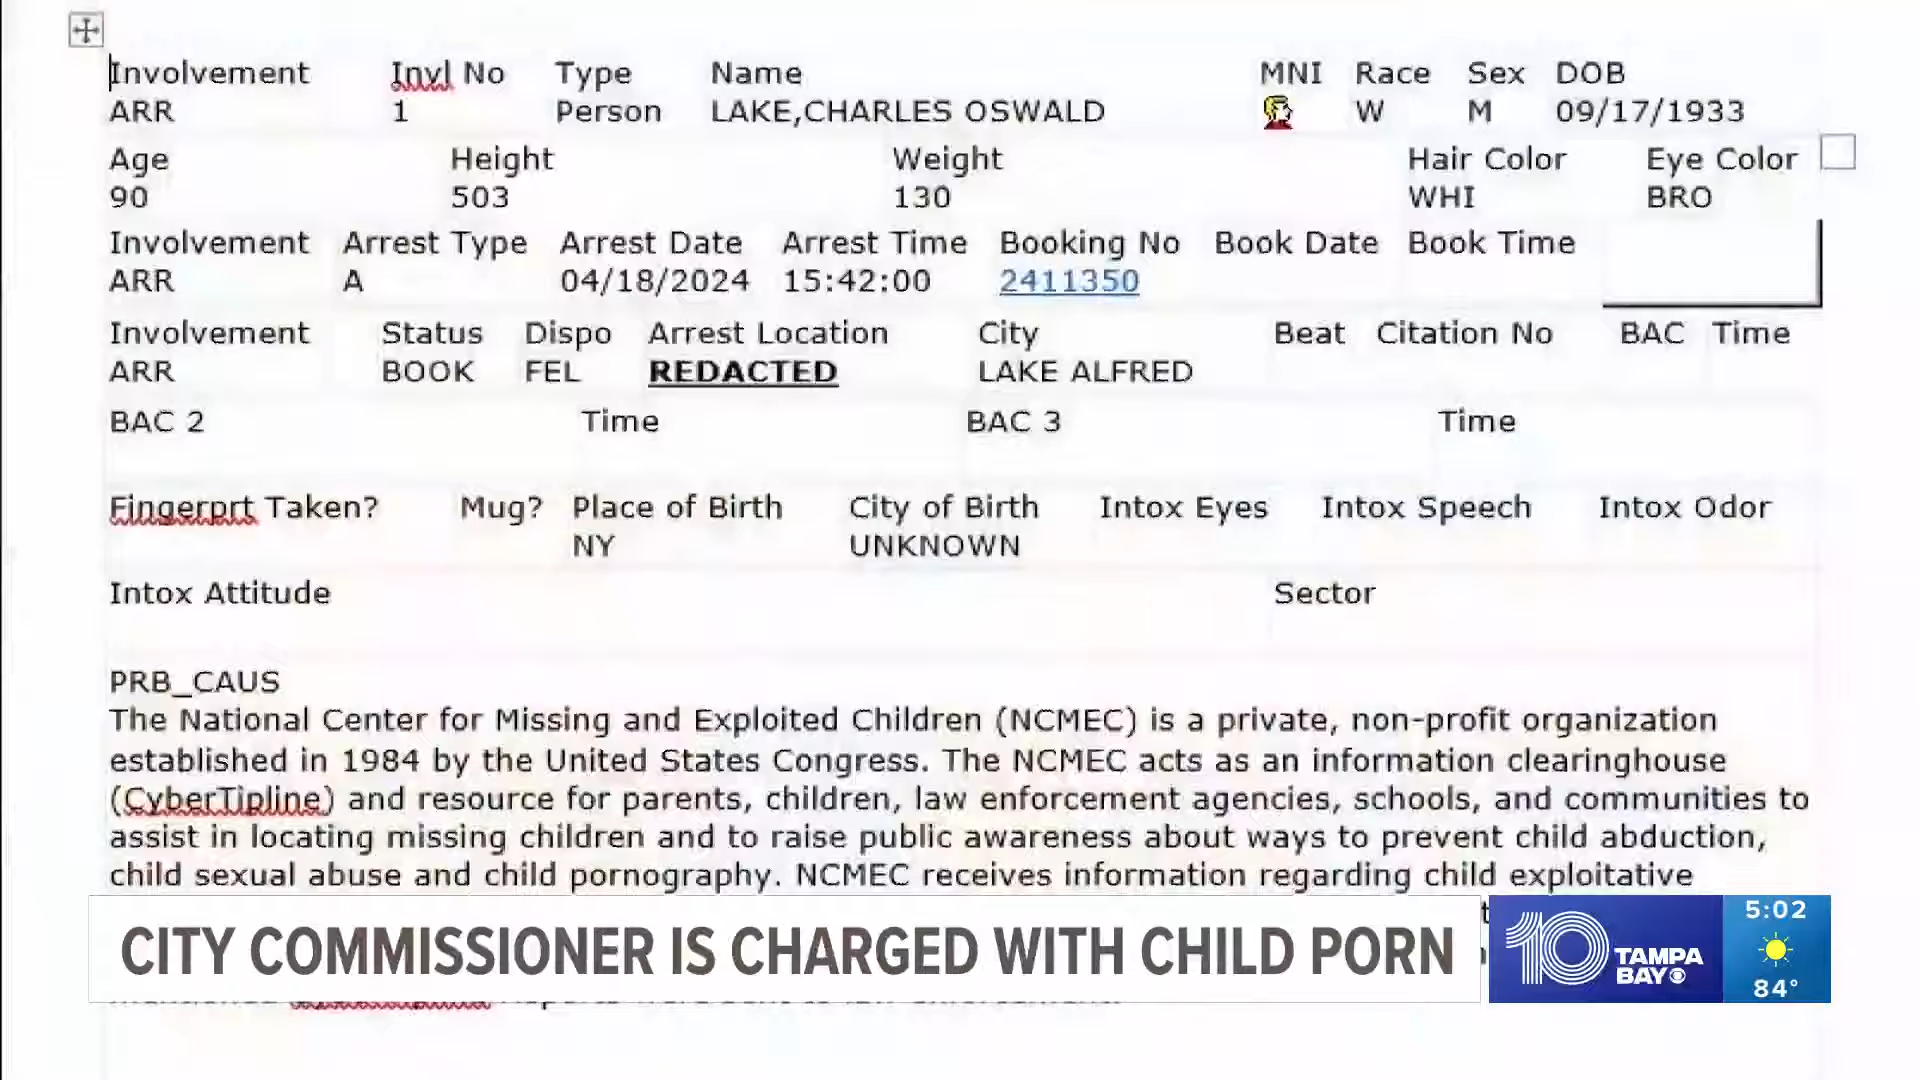 Involvement Invl No Type Name MNI Race Sex DOB
ARR 1 Person LAKE,CHARLES OSWALD W M 09/17/1933
Age Height Weight Hair Color Eye Color
90 503 130 WHI BRO
Involvement Arrest Type Arrest Date Arrest Time Booking No Book Date Book Time
ARR A 04/18/2024 15:42:00 2411350
Involvement Status Dispo Arrest Location City Beat Citation No BAC Time
ARR BOOK FEL REDACTED LAKE ALFRED
BAC 2 Time BAC 3 Time
Fingerprt Taken? Mug? Place of Birth City of Birth Intox Eyes Intox Speech Intox Odor
NY UNKNOWN
Intox Attitude Sector
PRB_CAUS
The National Center for Missing and Exploited Children (NCMEC) is a private, non-profit organization
established in 1984 by the United States Congress. The NCMEC acts as an information clearinghouse
(CyberTipline) and resource for parents, children, law enforcement agencies, schools, and communities to
assist in locating missing children and to raise public awareness about ways to prevent child abduction,
child sexual abuse and child pornography. NCMEC receives information regarding child exploitative
CITY COMMISSIONER IS CHARGED WITH CHILD PORN
10 TAMPA BAY
5:02
84°